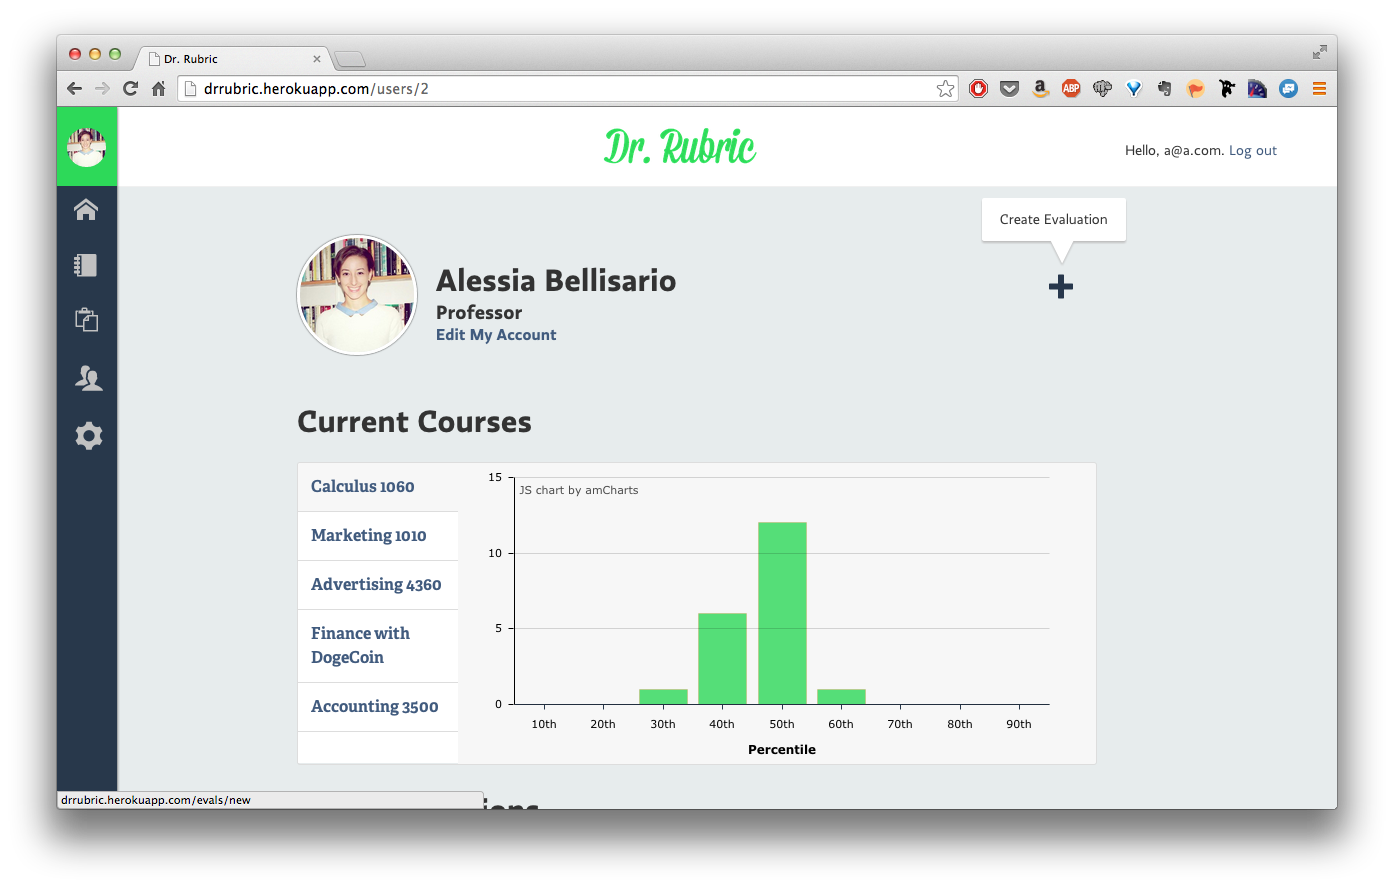 Dr. Rubric
drrubric.herokuapp.com/users/2
ABP
Dr. Rubric
Hello, a@a.com. Log out
Create Evaluation
Alessia Bellisario
Professor
Edit My Account
Current Courses
Calculus 1060
Marketing 1010
Advertising 4360
Finance with
DogeCoin
Accounting 3500
15
JS chart by amCharts
10
5
0
10th 20th 30th 40th 50th 60th 70th 80th 90th
Percentile
drrubric.herokuapp.com/evals/new